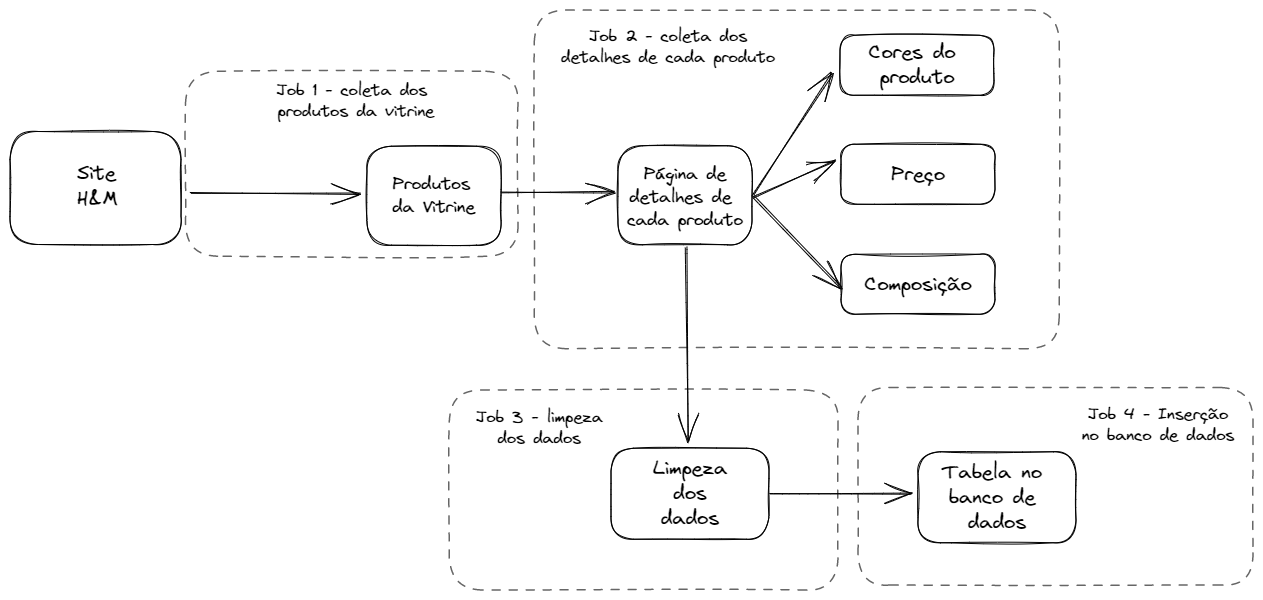 Site
H&M
Job 1 - coleta dos
produtos da vitrine
Produtos
da Vitrine
Job 2 - coleta dos
detalhes de cada produto
Página de
detalhes de
cada produto
Cores do
produto
Preço
Composição
Job 3 - limpeza
dos dados
Limpeza
dos
dados
Job 4 - Inserção
no banco de dados
Tabela no
banco de
dados